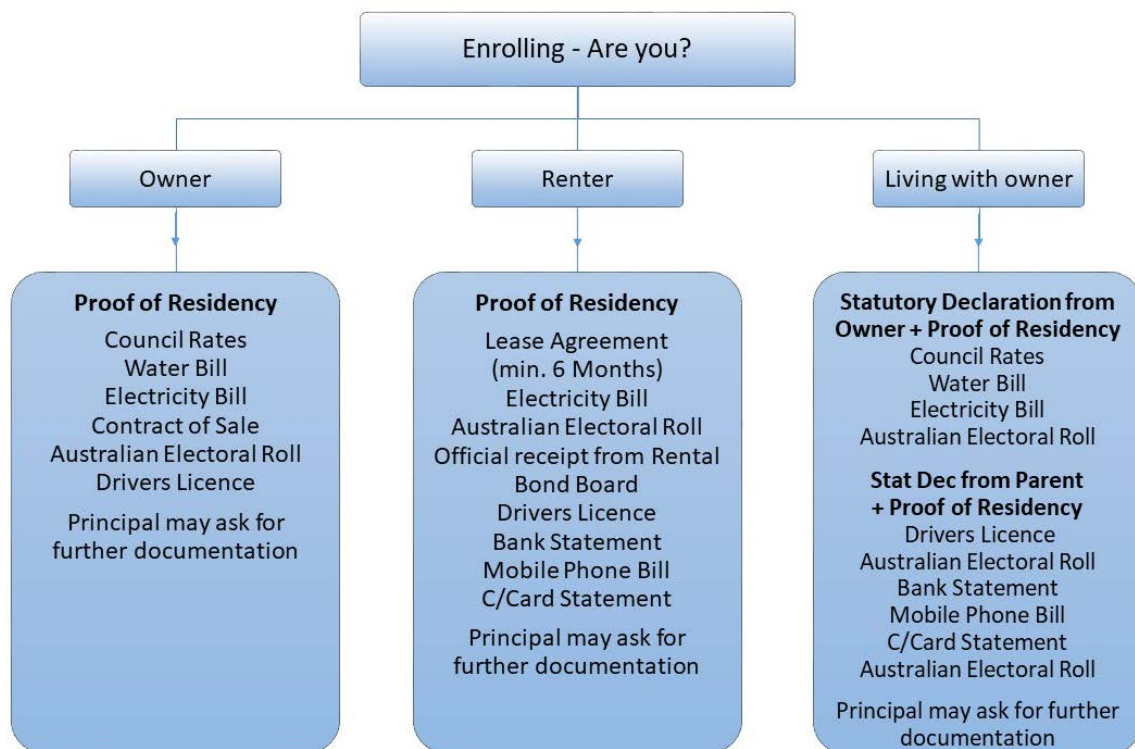 Enrolling - Are you?
Owner
Renter
Living with owner
Proof of Residency
Council Rates
Water Bill
Electricity Bill
Contract of Sale
Australian Electoral Roll
Drivers Licence
Principal may ask for
further documentation
Proof of Residency
Lease Agreement
(min. 6 Months)
Electricity Bill
Australian Electoral Roll
Official receipt from Rental
Bond Board
Drivers Licence
Bank Statement
Mobile Phone Bill
C/Card Statement
Principal may ask for
further documentation
Statutory Declaration from
Owner + Proof of Residency
Council Rates
Water Bill
Electricity Bill
Australian Electoral Roll
Stat Dec from Parent
+ Proof of Residency
Drivers Licence
Australian Electoral Roll
Bank Statement
Mobile Phone Bill
C/Card Statement
Australian Electoral Roll
Principal may ask for further
documentation